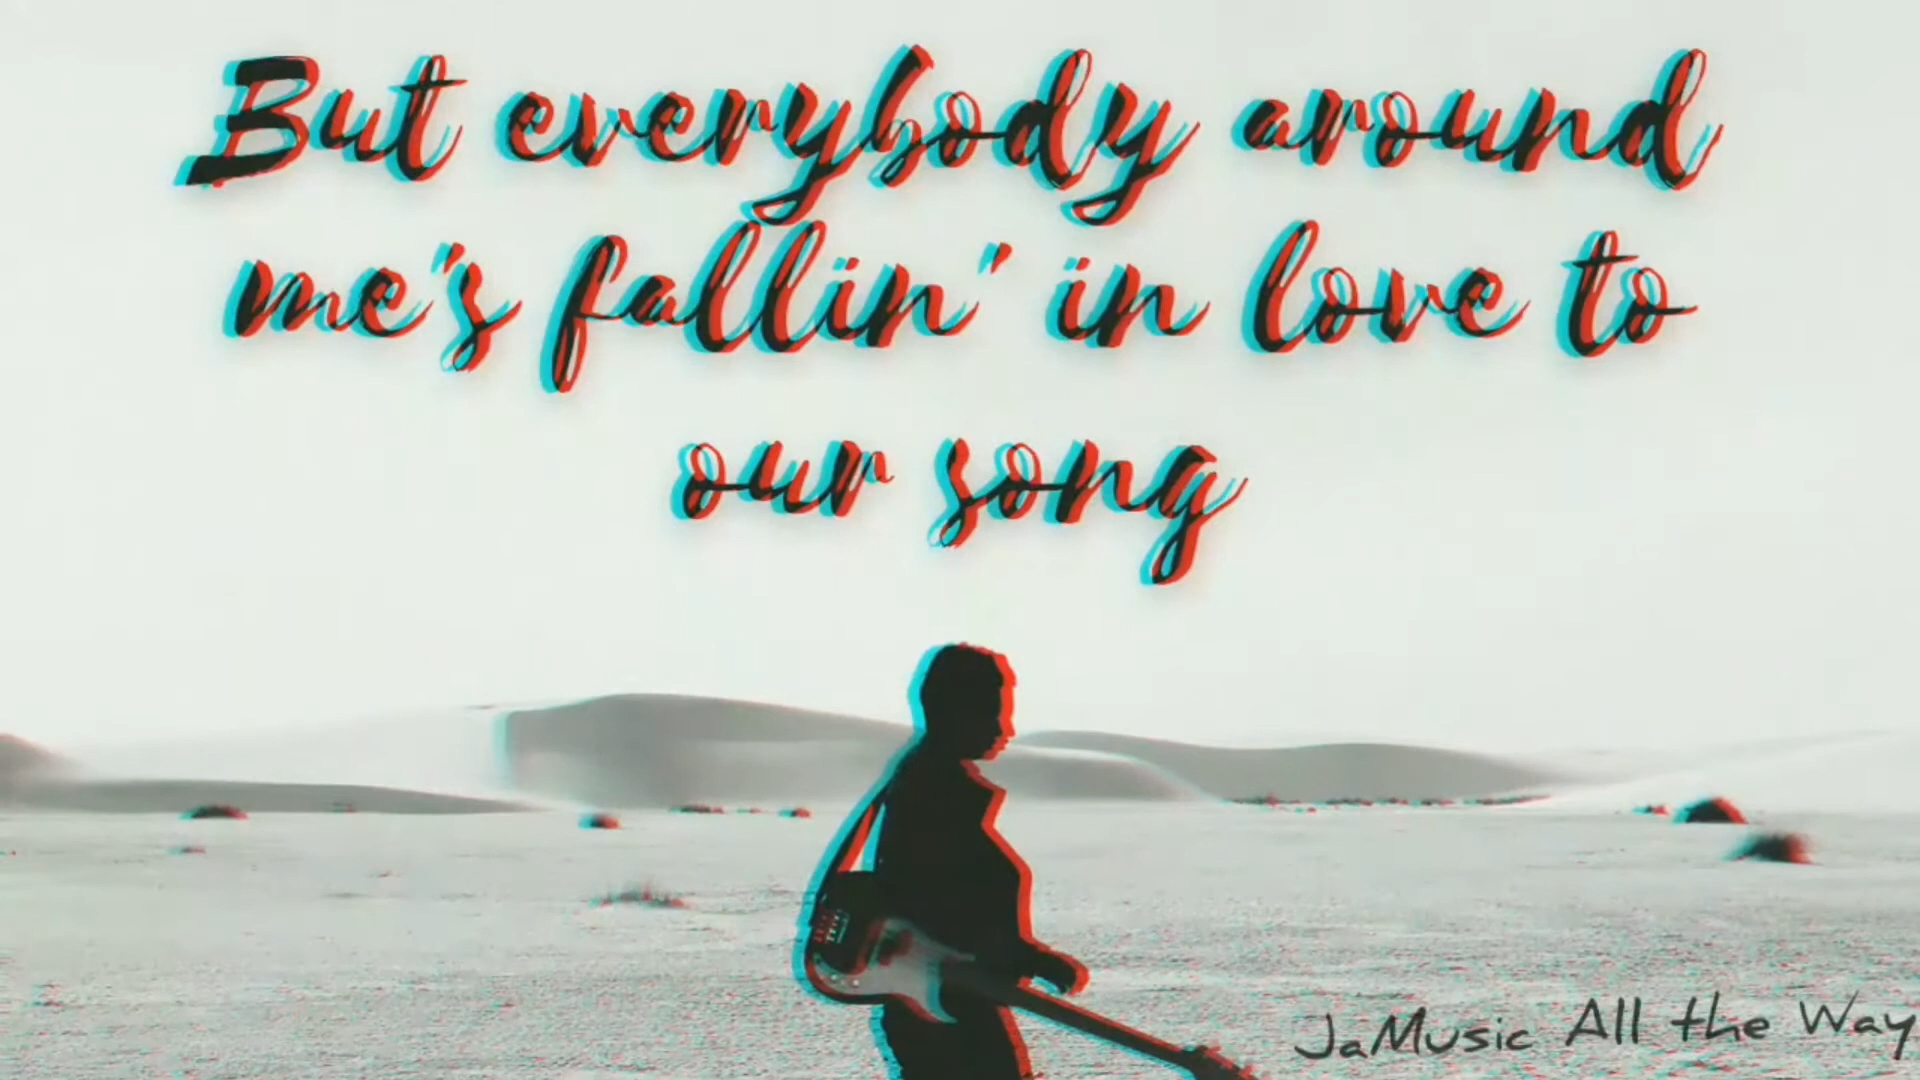 But everybody around
me's fallin' in love to
our song
JaMusic All the Way